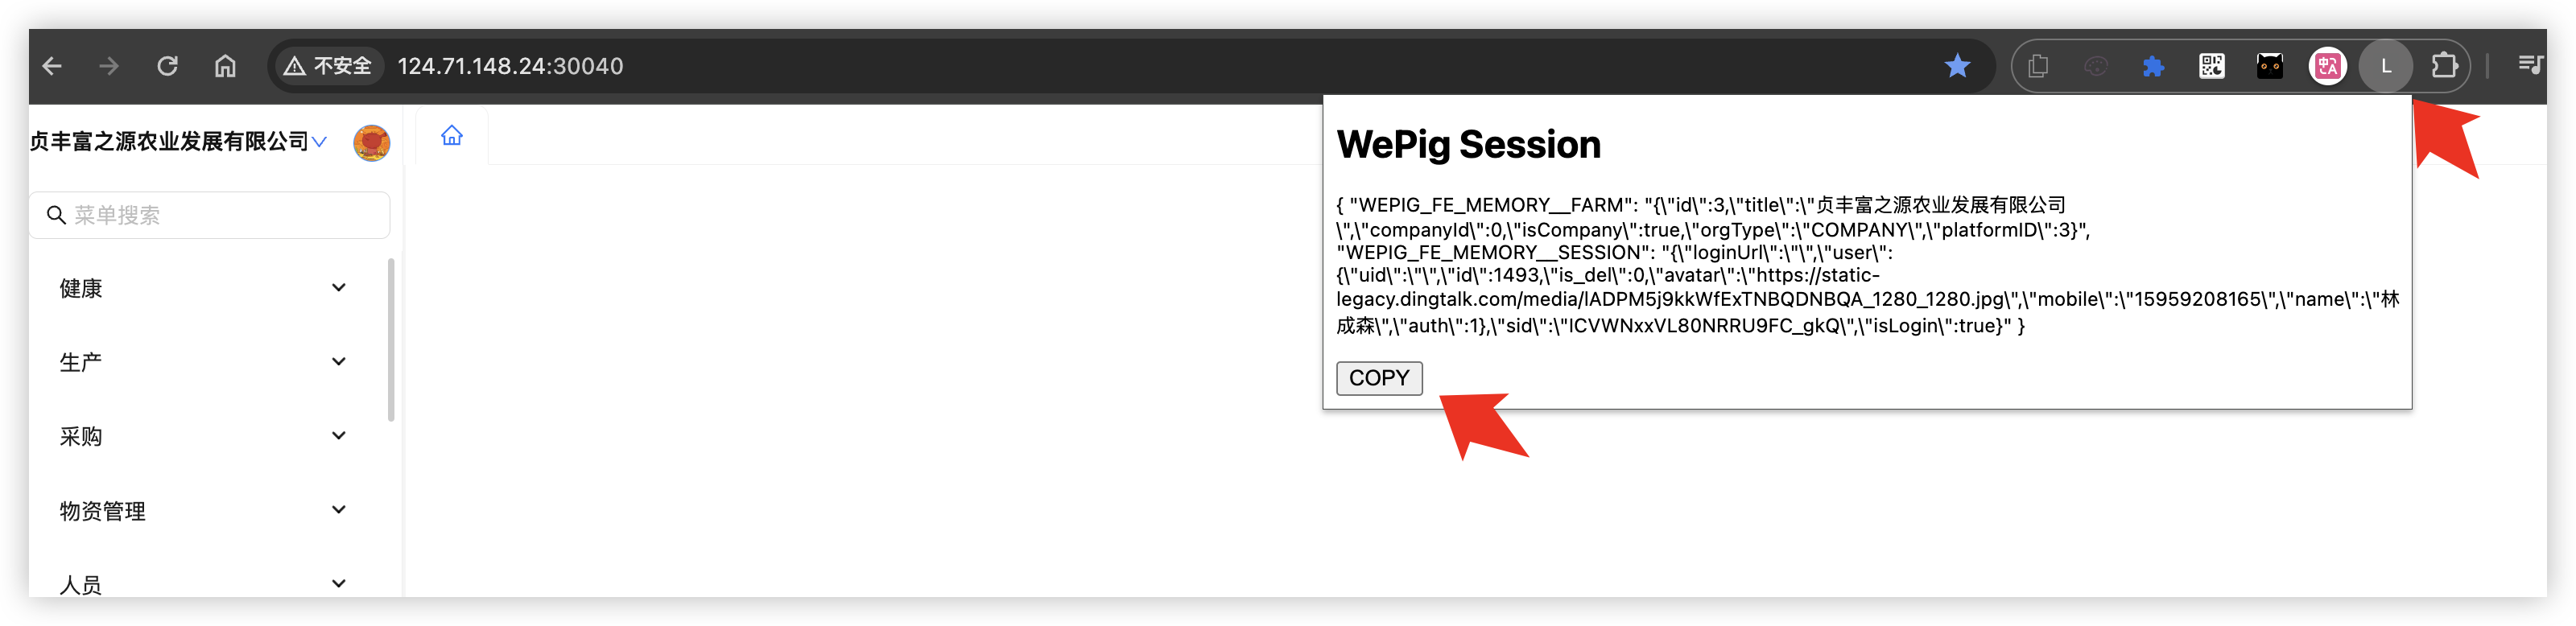 不安全 124.71.148.24:30040
L
贞丰富之源农业发展有限公司
菜单搜索
健康
生产
采购
物资管理
人员
WePig Session
{ "WEPIG_FE_MEMORY__FARM": "{\"id\":3,\"title\":\"贞丰富之源农业发展有限公司
\",\"companyId\":0,\"isCompany\":true,\"orgType\":\"COMPANY\",\"platformID\":3}",
"WEPIG_FE_MEMORY__SESSION": "{\"loginUrl\":\"\",\"user\":
{\"uid\":\"\",\"id\":1493,\"is_del\":0,\"avatar\":\"https://static-
legacy.dingtalk.com/media/lADPM5j9kkWfExTNBQDNBQA_1280_1280.jpg\",\"mobile\":\"15959208165\",\"name\":\"林
成森\",\"auth\":1},\"sid\":\"ICVWNxxVL80NRRU9FC_gkQ\",\"isLogin\":true}" }
COPY